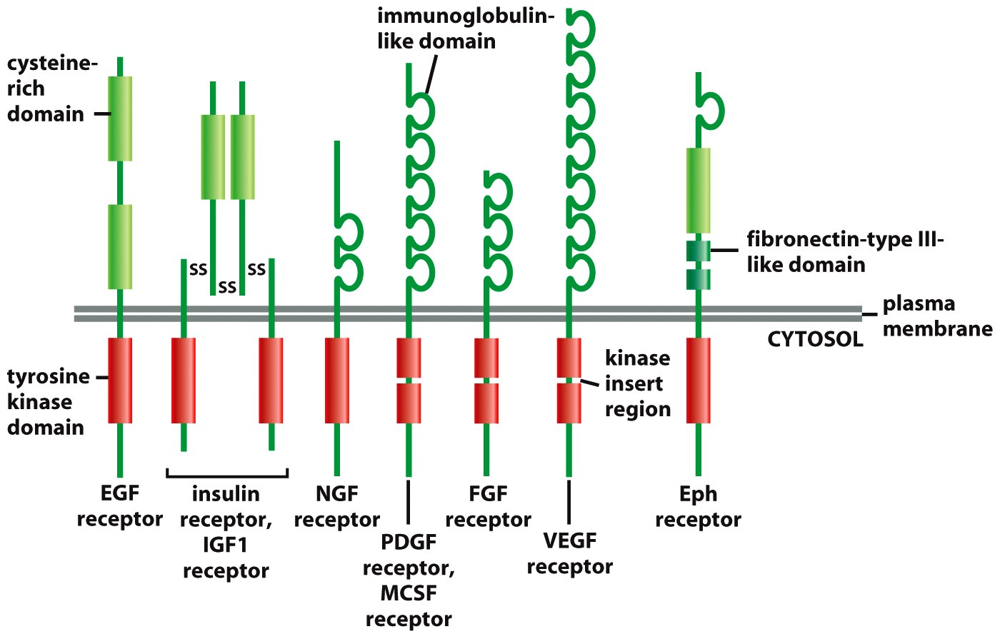 immunoglobulin-
like domain
cysteine-
rich
domain
fibronectin-type III-
like domain
SS
SS
SS
plasma
membrane
CYTOSOL
tyrosine
kinase
domain
kinase
insert
region
EGF
receptor
insulin
receptor,
IGF1
receptor
NGF
receptor
PDGF
receptor,
MCSF
receptor
FGF
receptor
VEGF
receptor
Eph
receptor